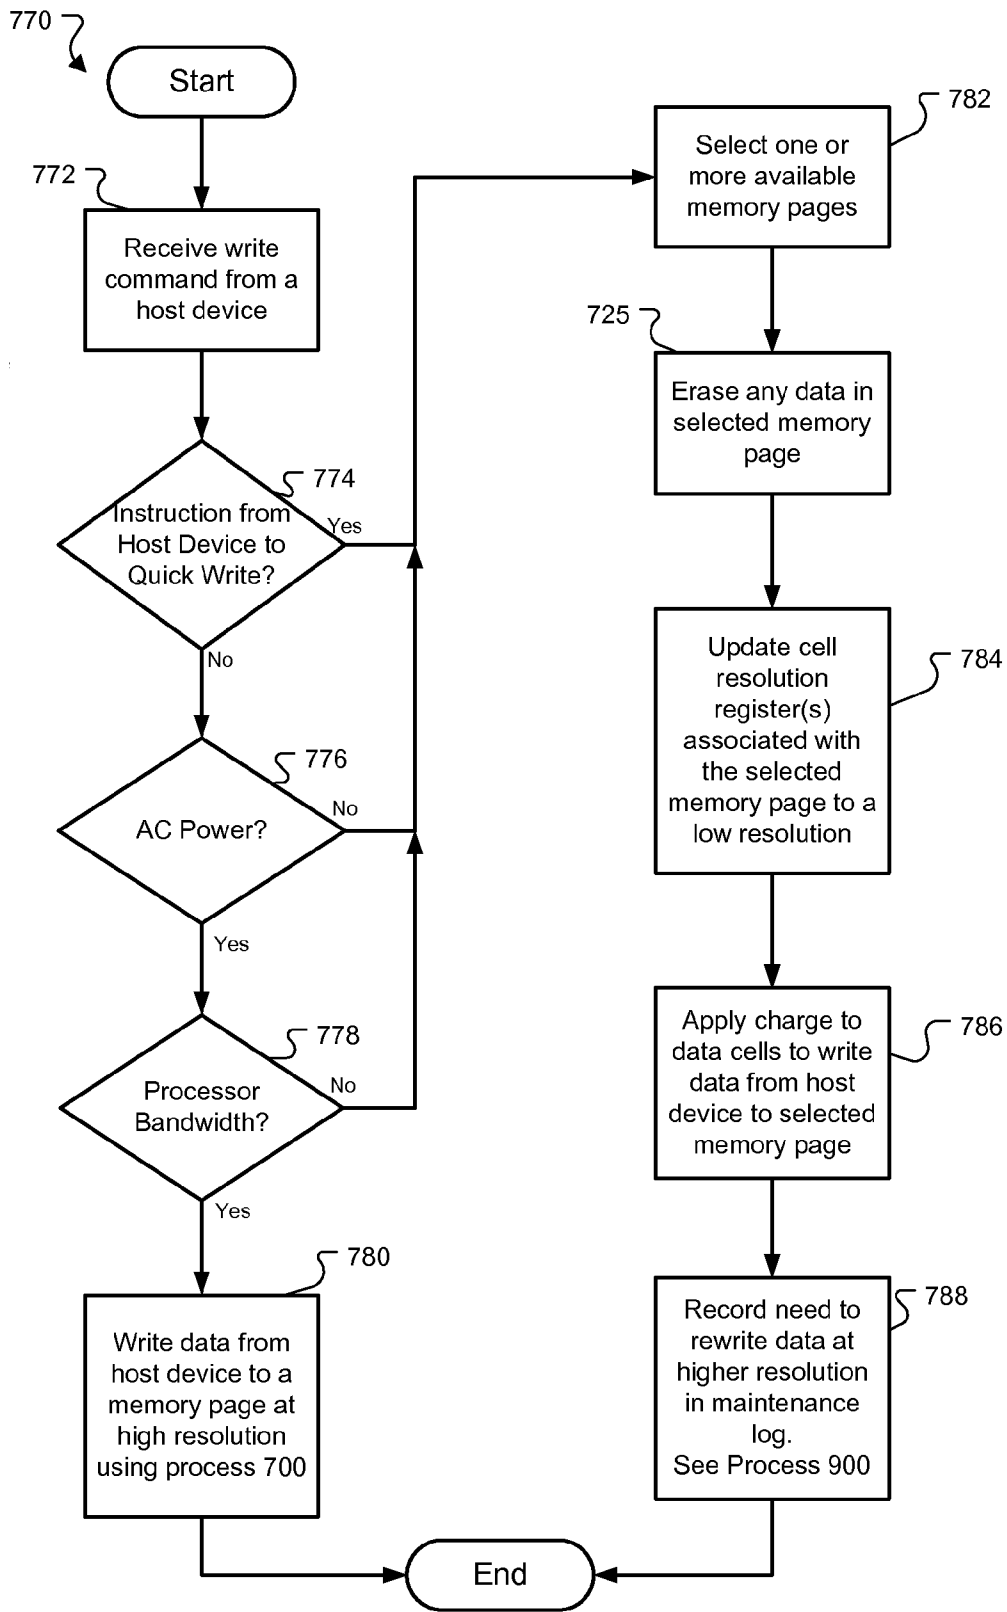 770
Start
772
Receive write
command from a
host device
774
Instruction from
Host Device to
Quick Write?
Yes
No
776
AC Power?
No
Yes
778
Processor
Bandwidth?
No
Yes
780
Write data from
host device to a
memory page at
high resolution
using process 700
782
Select one or
more available
memory pages
725
Erase any data in
selected memory
page
784
Update cell
resolution
register(s)
associated with
the selected
memory page to a
low resolution
786
Apply charge to
data cells to write
data from host
device to selected
memory page
788
Record need to
rewrite data at
higher resolution
in maintenance
log.
See Process 900
End